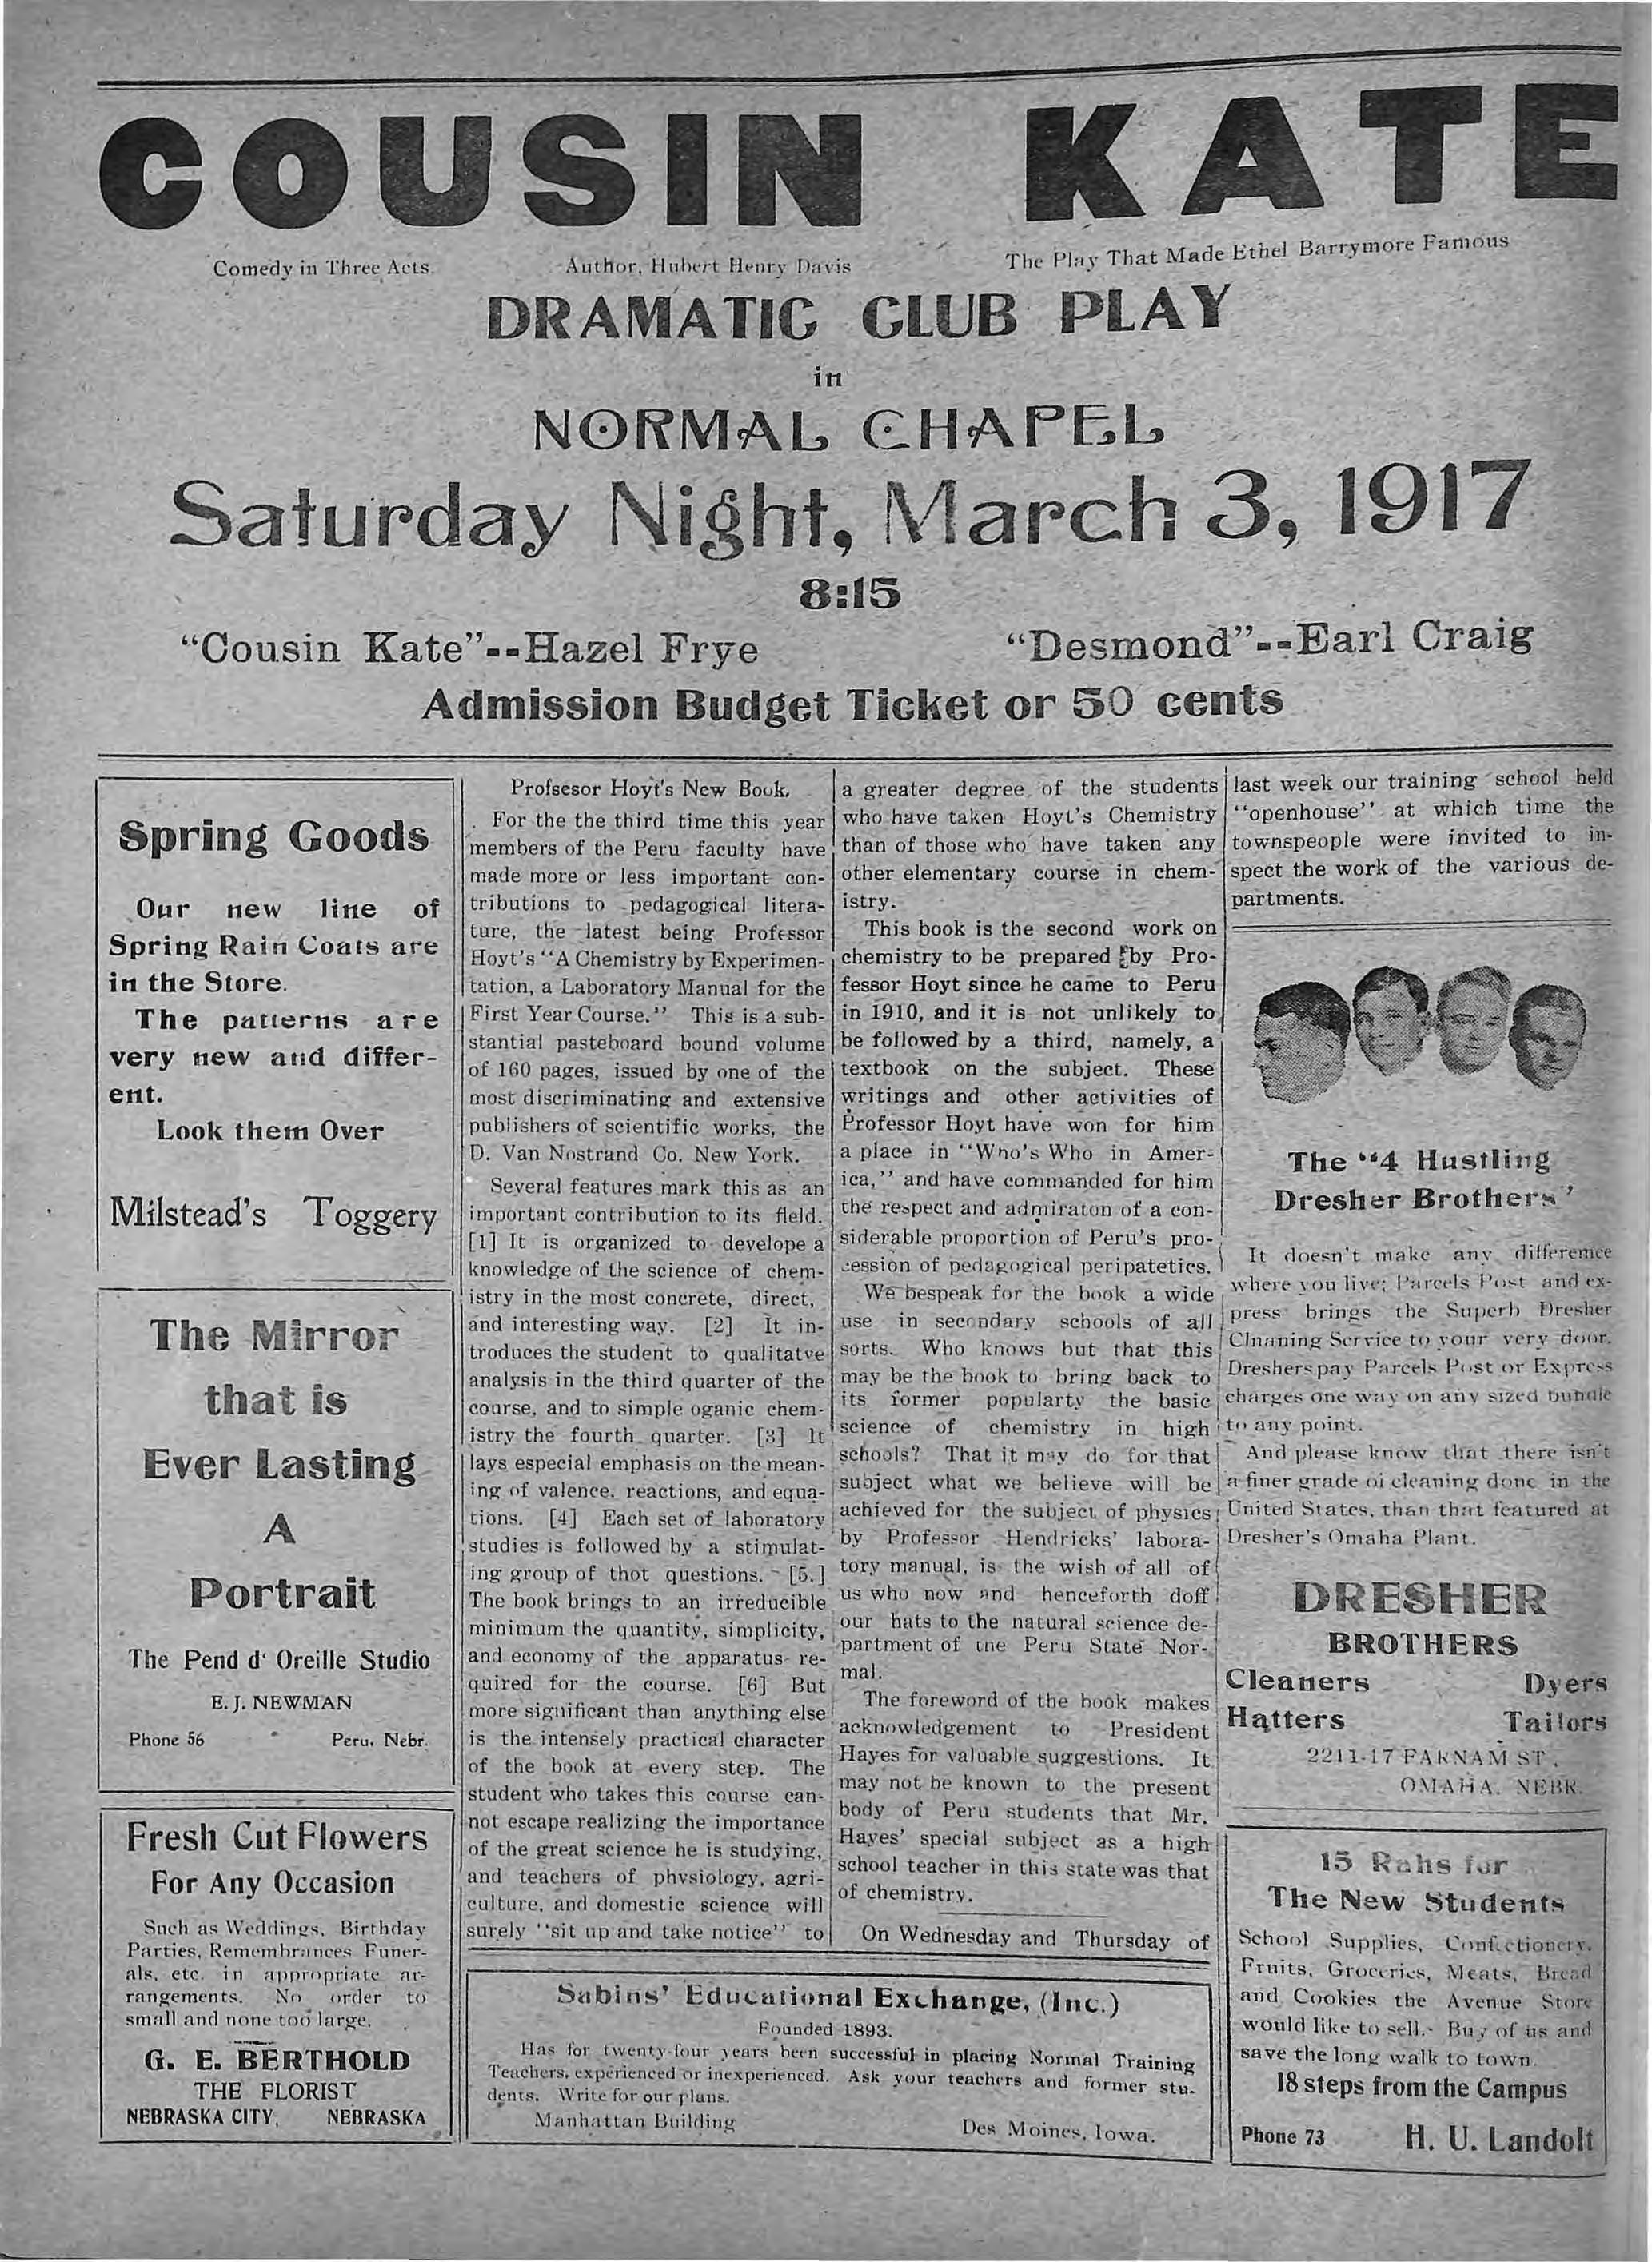 COUSIN KATE
Comedy in Three Acts. Author, Hubert Henry Davis The Play That Made Ethel Barrymore Famous
DRAMATIC CLUB PLAY
in
NORMAL CHAPEL
Saturday Night, March 3, 1917
8:15
"Cousin Kate"--Hazel Frye "Desmond"--Earl Craig
Admission Budget Ticket or 50 cents
Spring Goods
Our new line of
Spring Rain Coats are
in the Store.
The patterns are
very new and differ-
ent.
Look them Over
Milstead's Toggery
The Mirror
that is
Ever Lasting
A
Portrait
The Pend d' Oreille Studio
E. J. NEWMAN
Phone 56 Peru, Nebr.
Fresh Cut Flowers
For Any Occasion
Such as Weddings, Birthday
Parties, Remembrances Funer-
als, etc. in appropriate ar-
rangements. No order to
small and none too large.
G. E. BERTHOLD
THE FLORIST
NEBRASKA CITY, NEBRASKA
Profsesor Hoyt's New Book.
For the the third time this year
members of the Peru faculty have
made more or less important con-
tributions to pedagogical litera-
ture, the latest being Professor
Hoyt's "A Chemistry by Experimen-
tation, a Laboratory Manual for the
First Year Course." This is a sub-
stantial pasteboard bound volume
of 160 pages, issued by one of the
most discriminating and extensive
publishers of scientific works, the
D. Van Nostrand Co. New York.
Several features mark this as an
important contribution to its field.
[1] It is organized to develope a
knowledge of the science of chem-
istry in the most concrete, direct,
and interesting way. [2] It in-
troduces the student to qualitatve
analysis in the third quarter of the
course, and to simple oganic chem-
istry the fourth quarter. [3] It
lays especial emphasis on the mean-
ing of valence, reactions, and equa-
tions. [4] Each set of laboratory
studies is followed by a stimulat-
ing group of thot questions. [5.]
The book brings to an irreducible
minimum the quantity, simplicity,
and economy of the apparatus re-
quired for the course. [6] But
more significant than anything else
is the intensely practical character
of the book at every step. The
student who takes this course can-
not escape realizing the importance
of the great science he is studying,
and teachers of physiology, agri-
culture, and domestic science will
surely "sit up and take notice" to
a greater degree of the students
who have taken Hoyt's Chemistry
than of those who have taken any
other elementary course in chem-
istry.
This book is the second work on
chemistry to be prepared [by Pro-
fessor Hoyt since he came to Peru
in 1910, and it is not unlikely to
be followed by a third, namely, a
textbook on the subject. These
writings and other activities of
Professor Hoyt have won for him
a place in "Who's Who in Amer-
ica," and have commanded for him
the respect and admiraton of a con-
siderable proportion of Peru's pro-
cession of pedagogical peripatetics.
We bespeak for the book a wide
use in secondary schools of all
sorts. Who knows but that this
may be the book to bring back to
its former popularty the basic
science of chemistry in high
schools? That it may do for that
subject what we believe will be
achieved for the subject of physics
by Professor Hendricks' labora-
tory manual, is the wish of all of
us who now and henceforth doff
our hats to the natural science de-
partment of the Peru State Nor-
mal.
The foreword of the book makes
acknowledgement to President
Hayes for valuable suggestions. It
may not be known to the present
body of Peru students that Mr.
Hayes' special subject as a high
school teacher in this state was that
of chemistry.
On Wednesday and Thursday of
last week our training school held
"openhouse" at which time the
townspeople were invited to in-
spect the work of the various de-
partments.
The "4 Hustling
Dresher Brothers'
It doesn't make any difference
where you live; Parcels Post and ex-
press brings the Superb Dresher
Clnaning Service to your very door.
Dreshers pay Parcels Post or Express
charges one way on any sized bundle
to any point.
And please know that there isn't
a finer grade of cleaning done in the
United States, than that featured at
Dresher's Omaha Plant.
DRESHER
BROTHERS
Cleaners Dyers
Hatters Tailors
2211-17 FARNAM ST.
OMAHA, NEBR.
15 Rahs for
The New Students
School Supplies, Confectionery,
Fruits, Groceries, Meats, Bread
and Cookies the Avenue Store
would like to sell. Buy of us and
save the long walk to town.
18 steps from the Campus
Phone 73 H. U. Landolt
Sabins' Educational Exchange, (Inc.)
Founded 1893.
Has for twenty-four years been successful in placing Normal Training
Teachers, experienced or inexperienced. Ask your teachers and former stu-
dents. Write for our plans.
Manhattan Building Des Moines, Iowa.